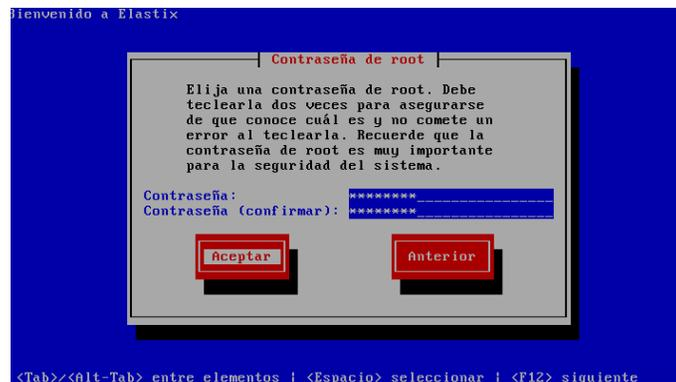 Bienvenido a Elastix
Contraseña de root
Elija una contraseña de root. Debe
teclearla dos veces para asegurarse
de que conoce cuál es y no comete un
error al teclearla. Recuerde que la
contraseña de root es muy importante
para la seguridad del sistema.
Contraseña: ********
Contraseña (confirmar): ********
Aceptar Anterior
<Tab>/<Alt-Tab> entre elementos | <Espacio> seleccionar | <F12> siguiente